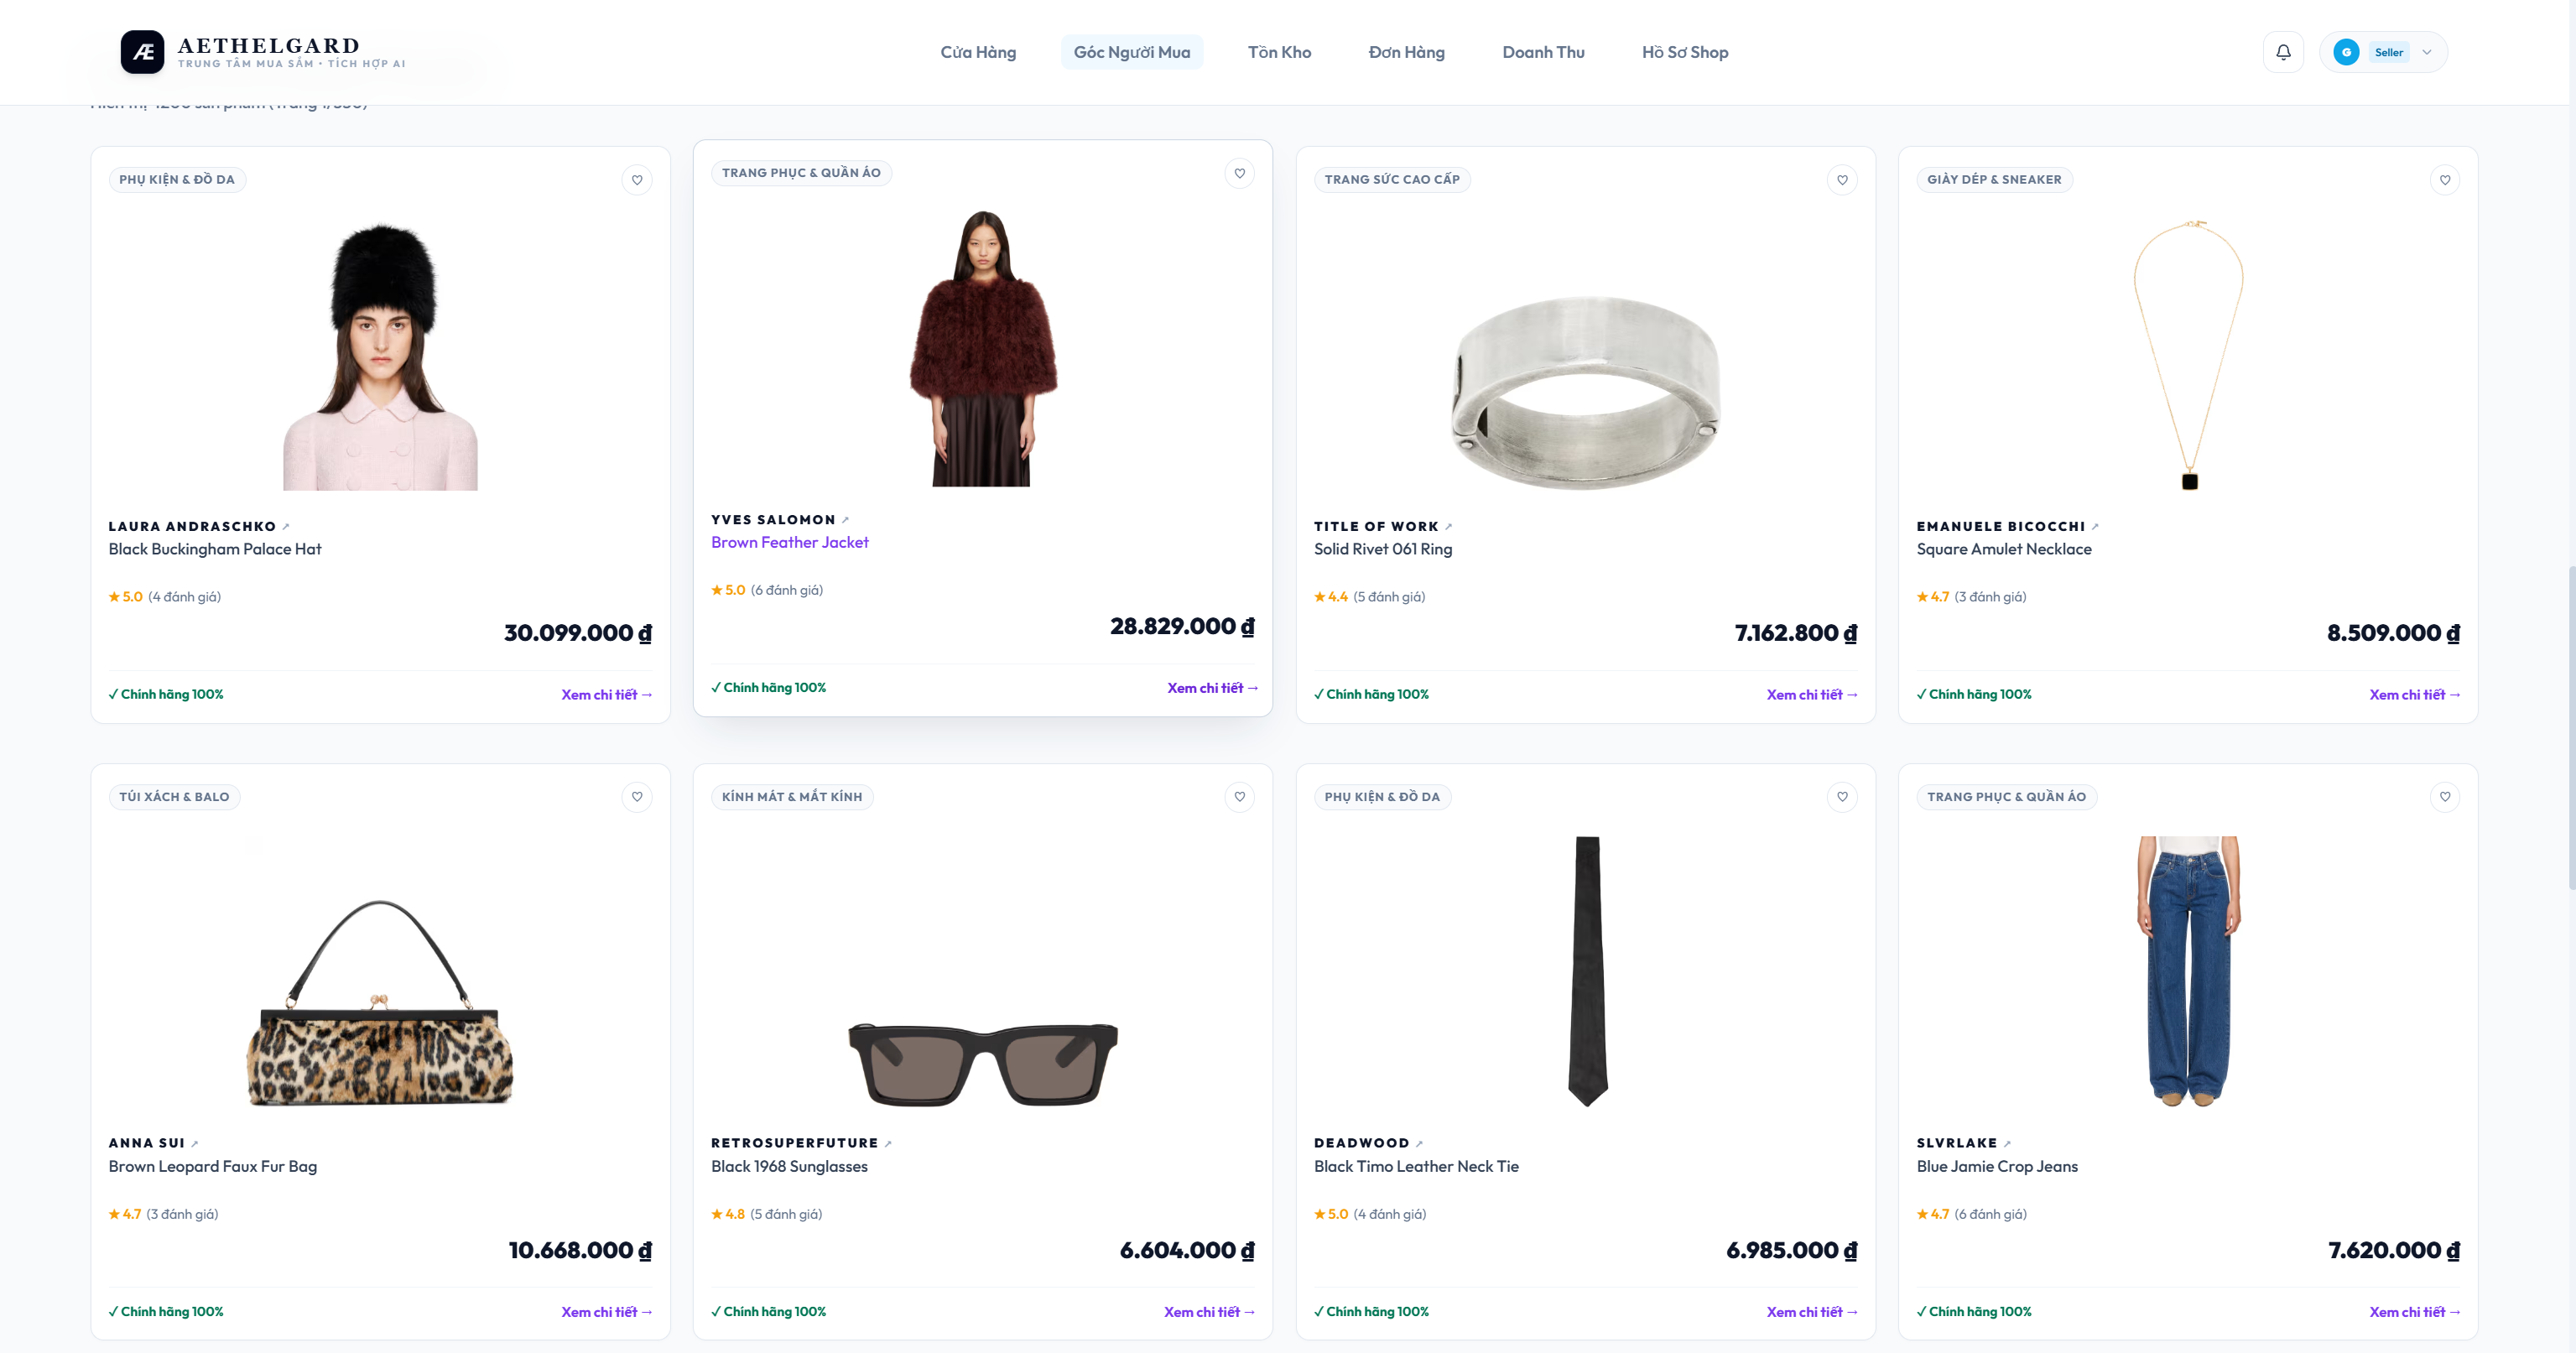 Æ
AETHELGARD
TRUNG TÂM MUA SẮM • TÍCH HỢP AI
Cửa Hàng
Góc Người Mua
Tồn Kho
Đơn Hàng
Doanh Thu
Hồ Sơ Shop
G
Seller
PHỤ KIỆN & ĐỒ DA
LAURA ANDRASCHKO ↗
Black Buckingham Palace Hat
★ 5.0 (4 đánh giá)
30.099.000 ₫
✓ Chính hãng 100%
Xem chi tiết →
TRANG PHỤC & QUẦN ÁO
YVES SALOMON ↗
Brown Feather Jacket
★ 5.0 (6 đánh giá)
28.829.000 ₫
✓ Chính hãng 100%
Xem chi tiết →
TRANG SỨC CAO CẤP
TITLE OF WORK ↗
Solid Rivet 061 Ring
★ 4.4 (5 đánh giá)
7.162.800 ₫
✓ Chính hãng 100%
Xem chi tiết →
GIÀY DÉP & SNEAKER
EMANUELE BICOCCHI ↗
Square Amulet Necklace
★ 4.7 (3 đánh giá)
8.509.000 ₫
✓ Chính hãng 100%
Xem chi tiết →
TÚI XÁCH & BALO
ANNA SUI ↗
Brown Leopard Faux Fur Bag
★ 4.7 (3 đánh giá)
10.668.000 ₫
✓ Chính hãng 100%
Xem chi tiết →
KÍNH MÁT & MẮT KÍNH
RETROSUPERFUTURE ↗
Black 1968 Sunglasses
★ 4.8 (5 đánh giá)
6.604.000 ₫
✓ Chính hãng 100%
Xem chi tiết →
PHỤ KIỆN & ĐỒ DA
DEADWOOD ↗
Black Timo Leather Neck Tie
★ 5.0 (4 đánh giá)
6.985.000 ₫
✓ Chính hãng 100%
Xem chi tiết →
TRANG PHỤC & QUẦN ÁO
SLVRLAKE ↗
Blue Jamie Crop Jeans
★ 4.7 (6 đánh giá)
7.620.000 ₫
✓ Chính hãng 100%
Xem chi tiết →